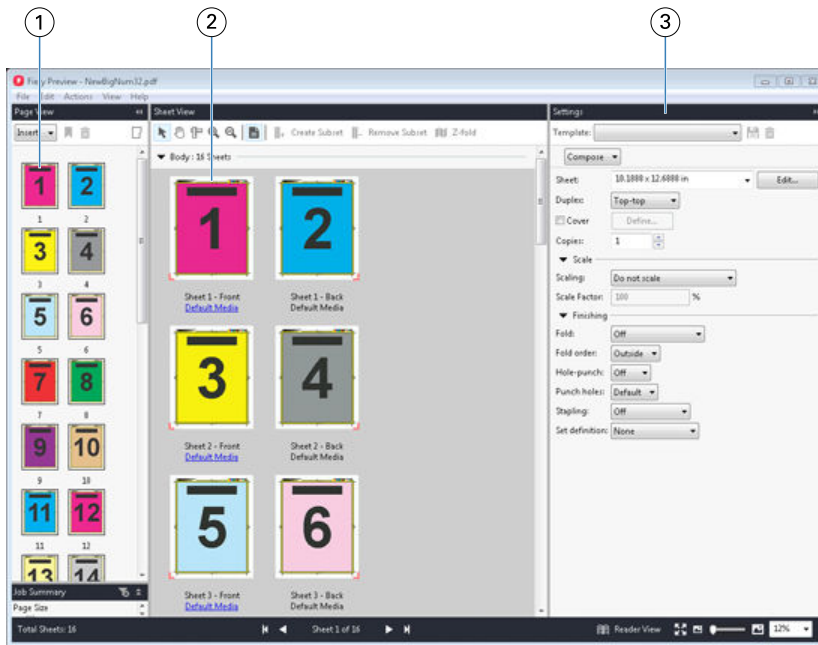 1
2
3
Fiery Preview - NewBigNum32.pdf
File Edit Actions View Help
Page View
Sheet View
Settings
Insert
Create Subset
Remove Subset
Z-fold
Template:
Body : 16 Sheets
Compose
Sheet: 10.1888 x 12.6888 in Edit...
Duplex: Top-top
Cover Define...
Copies: 1
Scale
Scaling: Do not scale
Scale Factor: 100 %
Finishing
Fold: Off
Fold order: Outside
Hole-punch: Off
Punch holes: Default
Stapling: Off
Set definition: None
1 2
1 2
3 4
3 4
5 6
5 6
7 8
7 8
9 10
9 10
11 12
11 12
13 14
1 2
Sheet 1 - Front Sheet 1 - Back
Default Media Default Media
3 4
Sheet 2 - Front Sheet 2 - Back
Default Media Default Media
5 6
Sheet 3 - Front Sheet 3 - Back
Default Media Default Media
Job Summary
Page Size
Total Sheets: 16
Sheet 1 of 16
Reader View
12%